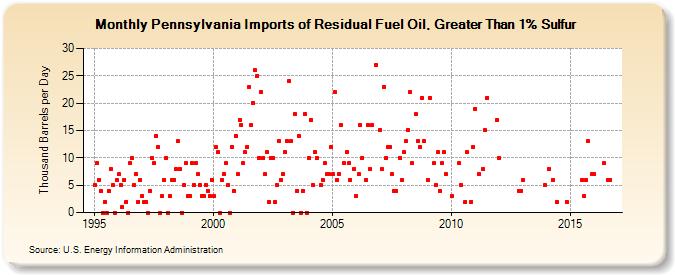 Monthly Pennsylvania Imports of Residual Fuel Oil, Greater Than 1% Sulfur
Thousand Barrels per Day
30
25
20
15
10
5
0
1995 2000 2005 2010 2015
Source: U.S. Energy Information Administration